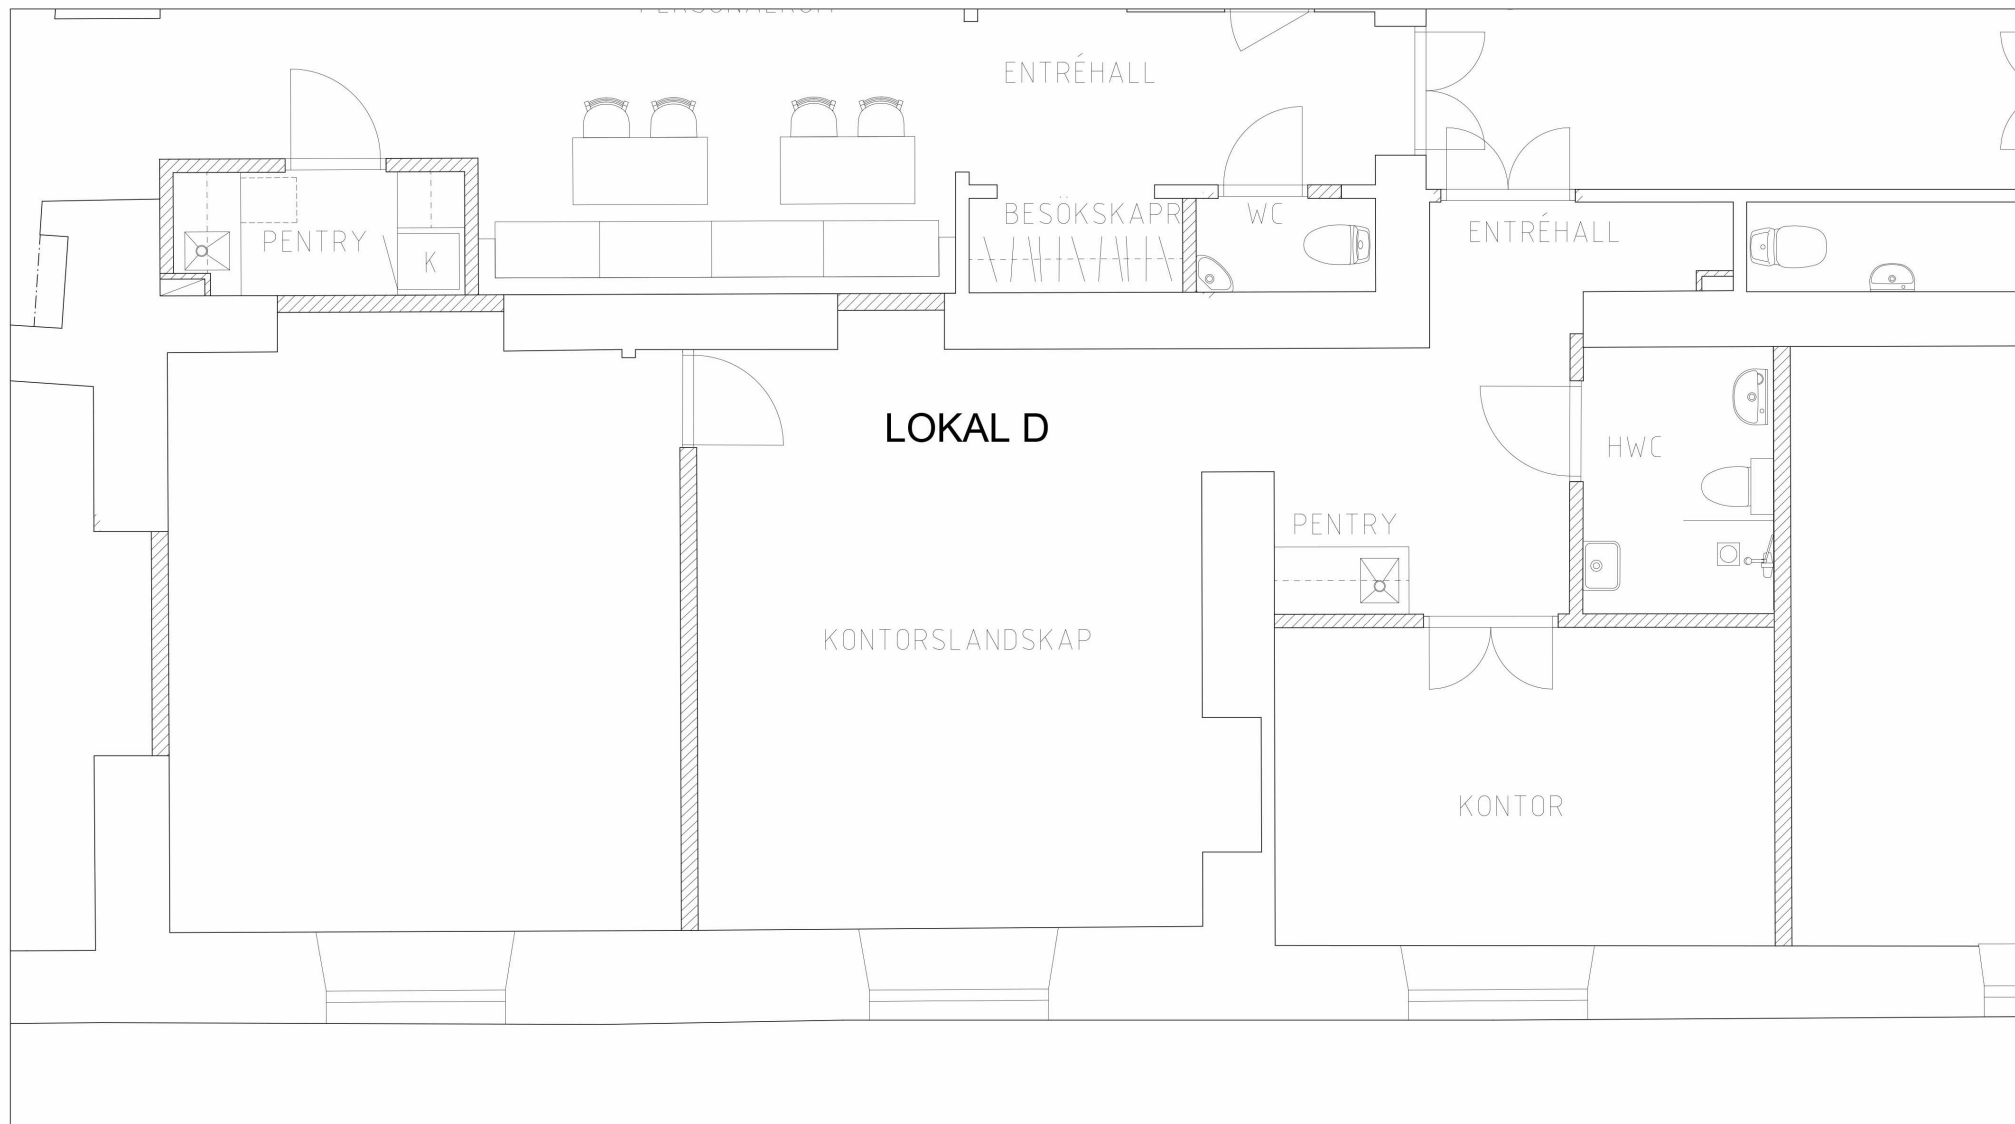 ENTRÉHALL
BESÖKSKAPR
WC
ENTRÉHALL
PENTRY
K
LOKAL D
HWC
PENTRY
KONTORSLANDSKAP
KONTOR